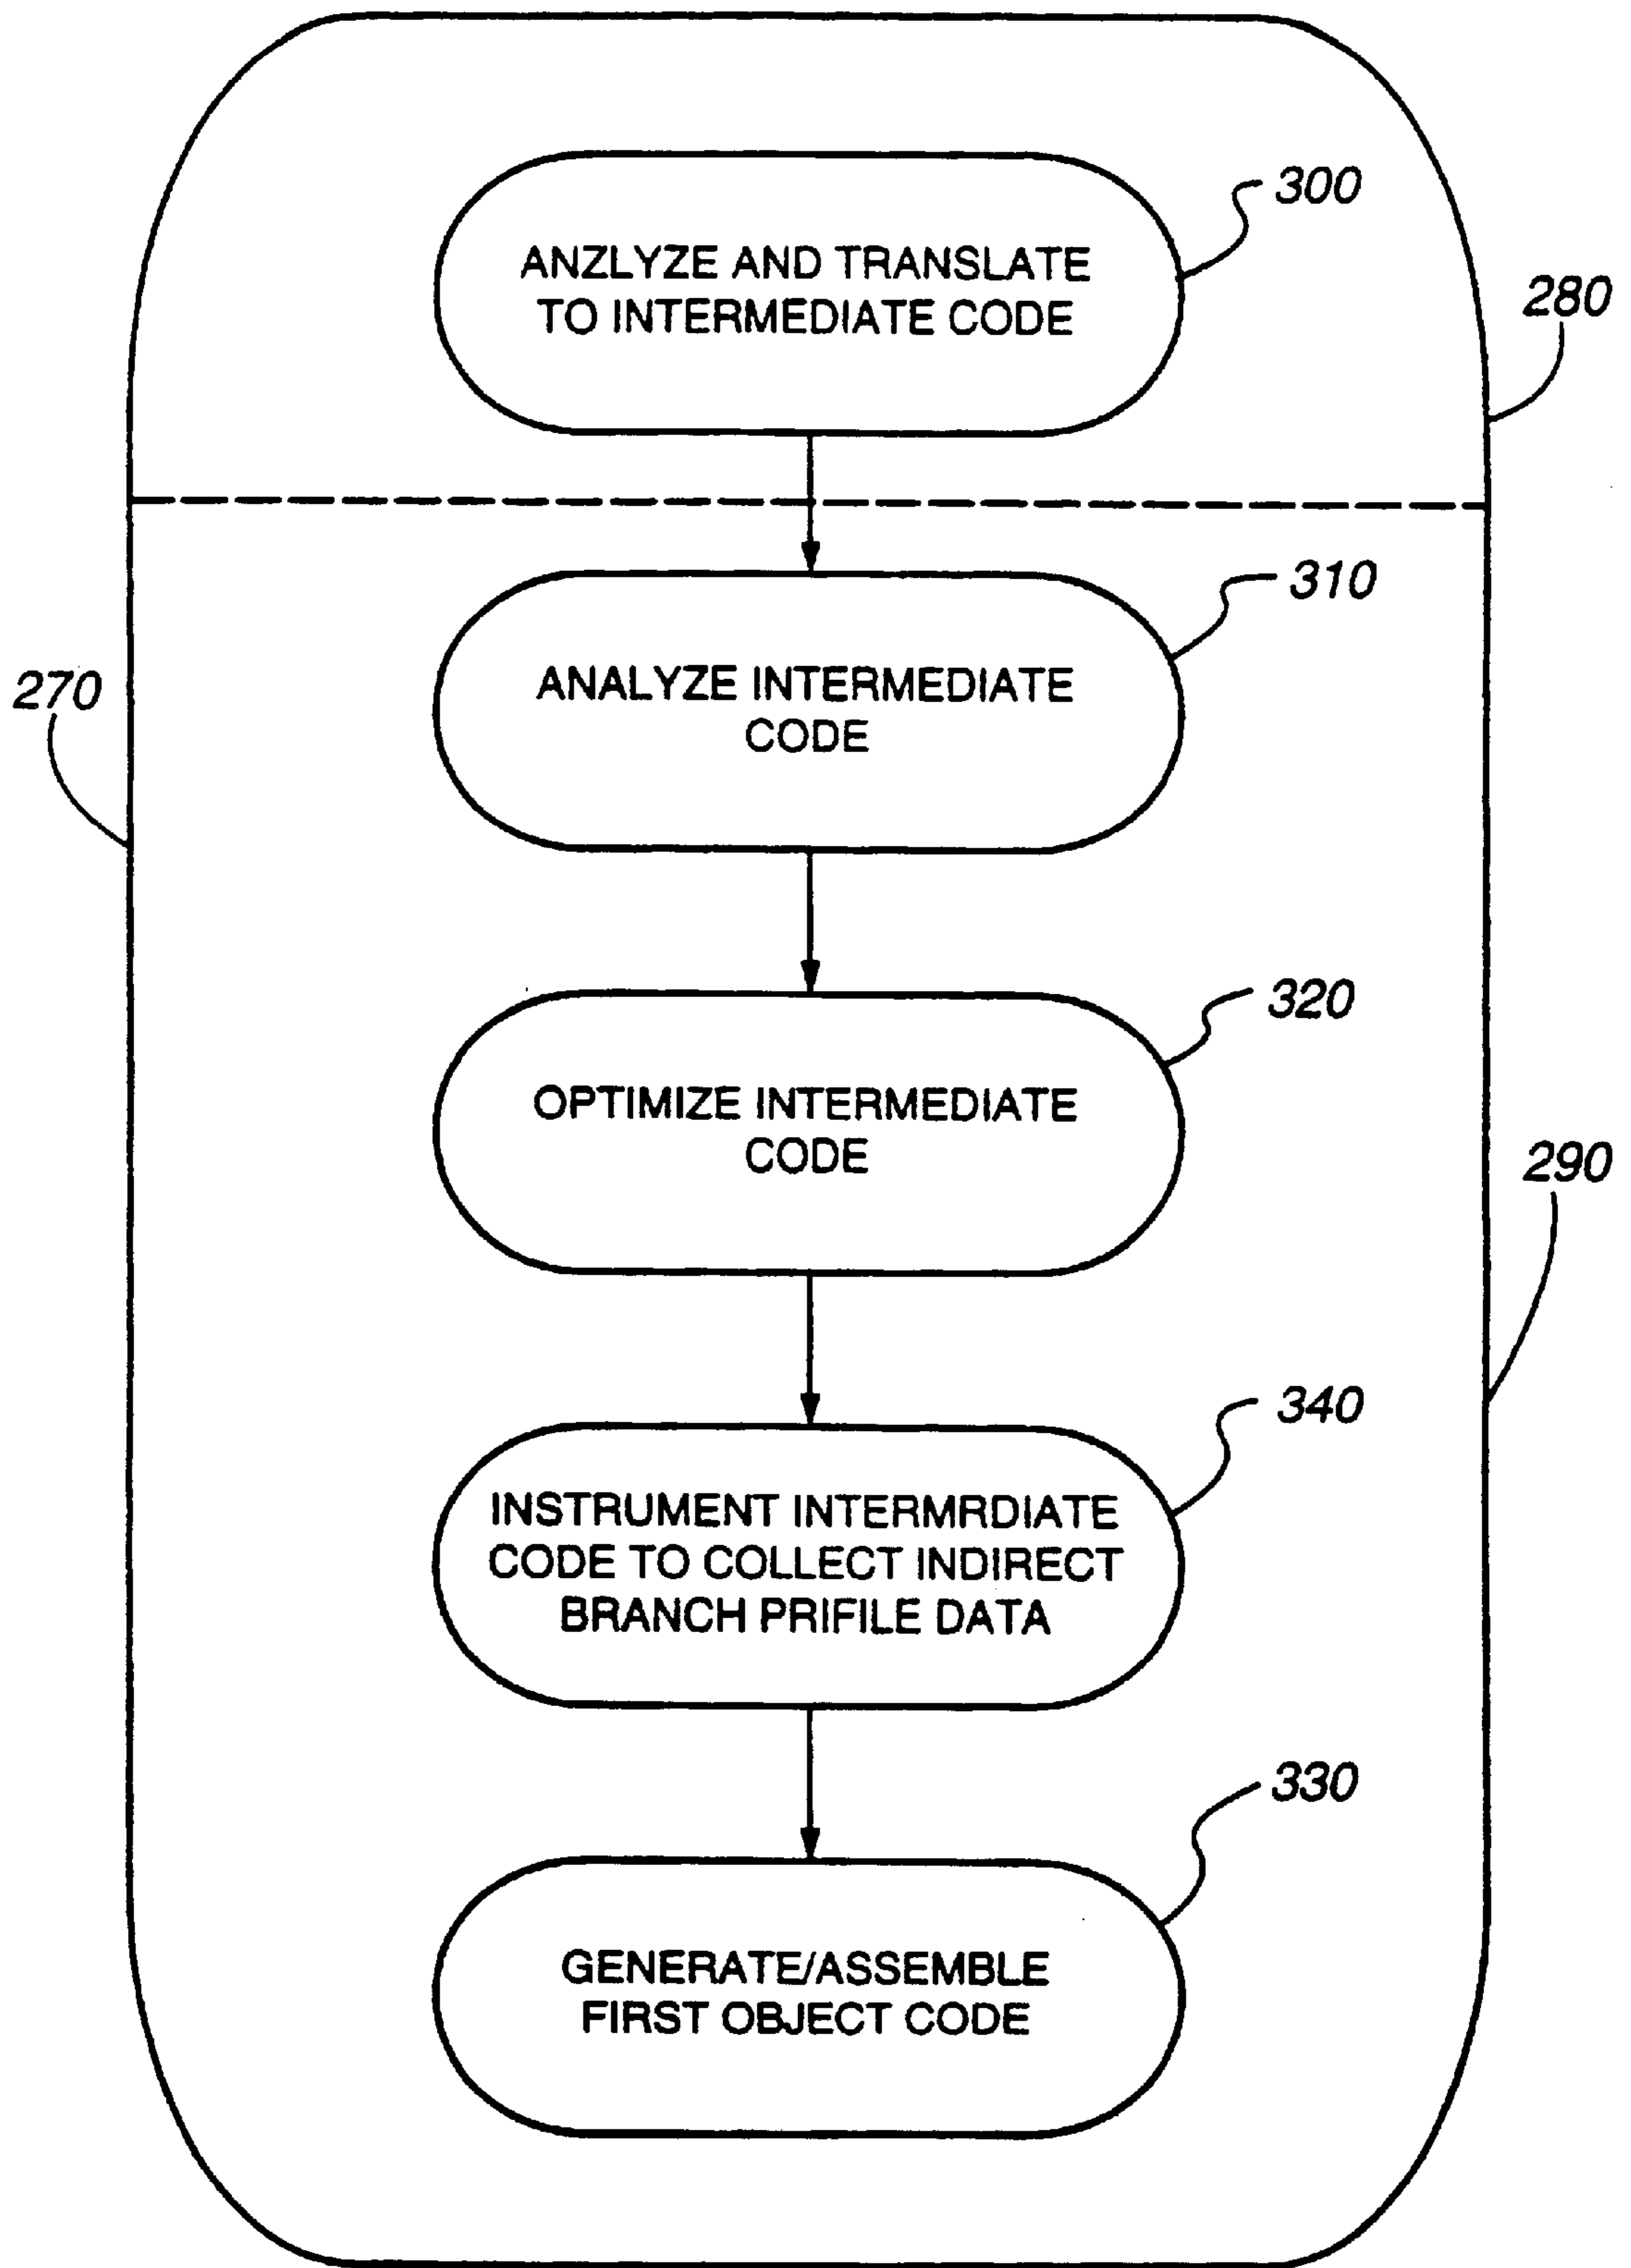 300
ANZLYZE AND TRANSLATE
TO INTERMEDIATE CODE
280
310
ANALYZE INTERMEDIATE
CODE
270
320
OPTIMIZE INTERMEDIATE
CODE
290
340
INSTRUMENT INTERMRDIATE
CODE TO COLLECT INDIRECT
BRANCH PRIFILE DATA
330
GENERATE/ASSEMBLE
FIRST OBJECT CODE